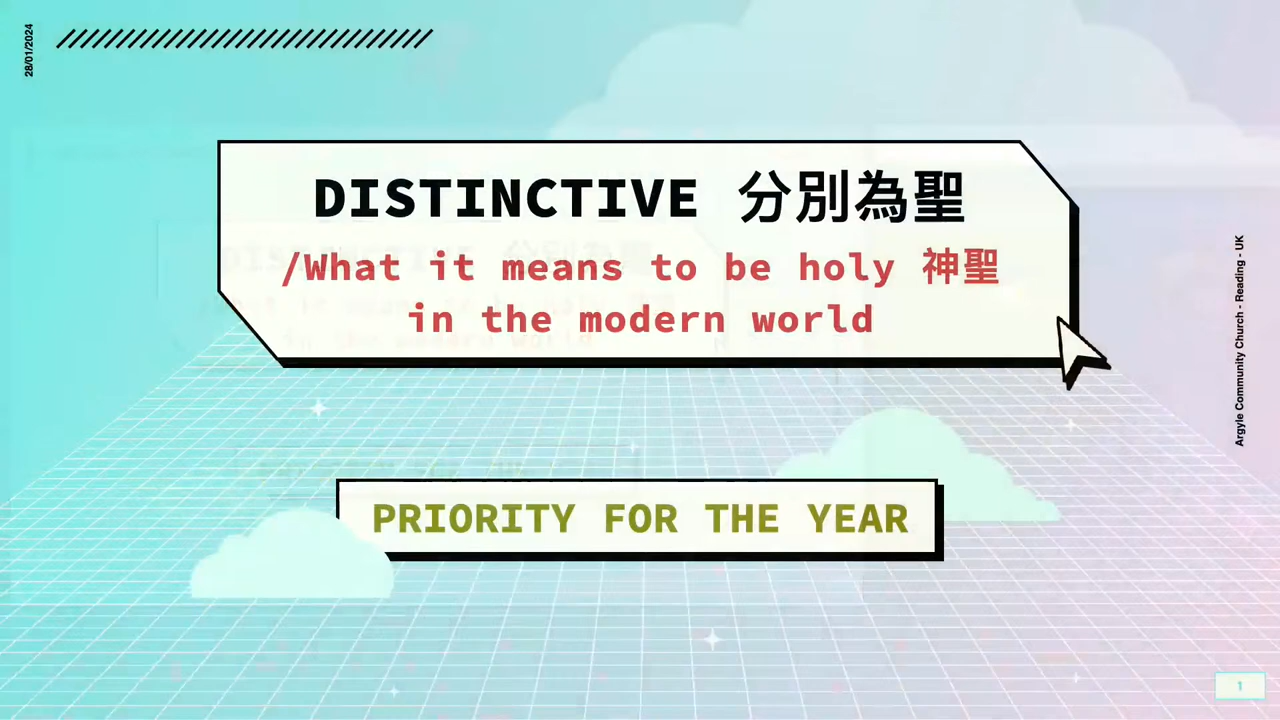 28/01/2024
DISTINCTIVE 分別為聖
/What it means to be holy 神聖
in the modern world
Argyle Community Church - Reading - UK
PRIORITY FOR THE YEAR
1